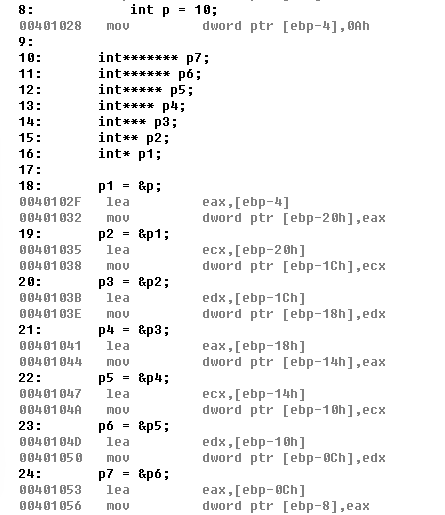 8:            int p = 10;
00401028   mov         dword ptr [ebp-4],0Ah
9:
10:       int******* p7;
11:       int****** p6;
12:       int***** p5;
13:       int**** p4;
14:       int*** p3;
15:       int** p2;
16:       int* p1;
17:
18:       p1 = &p;
0040102F   lea         eax,[ebp-4]
00401032   mov         dword ptr [ebp-20h],eax
19:       p2 = &p1;
00401035   lea         ecx,[ebp-20h]
00401038   mov         dword ptr [ebp-1Ch],ecx
20:       p3 = &p2;
0040103B   lea         edx,[ebp-1Ch]
0040103E   mov         dword ptr [ebp-18h],edx
21:       p4 = &p3;
00401041   lea         eax,[ebp-18h]
00401044   mov         dword ptr [ebp-14h],eax
22:       p5 = &p4;
00401047   lea         ecx,[ebp-14h]
0040104A   mov         dword ptr [ebp-10h],ecx
23:       p6 = &p5;
0040104D   lea         edx,[ebp-10h]
00401050   mov         dword ptr [ebp-0Ch],edx
24:       p7 = &p6;
00401053   lea         eax,[ebp-0Ch]
00401056   mov         dword ptr [ebp-8],eax